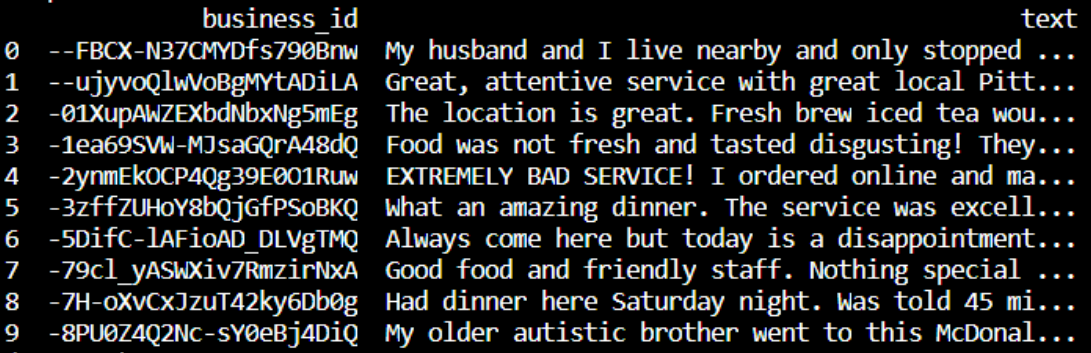 business_id text
0 --FBCX-N37CMYDfs790Bnw My husband and I live nearby and only stopped ...
1 --ujyvoQlwVoBgMYtADiLA Great, attentive service with great local Pitt...
2 -01XupAWZEXbdNbxNg5mEg The location is great. Fresh brew iced tea wou...
3 -1ea69SVW-MJsaGQrA48dQ Food was not fresh and tasted disgusting! They...
4 -2ynmEkOCP4Qg39E0O1Ruw EXTREMELY BAD SERVICE! I ordered online and ma...
5 -3zffZUHoY8bQjGfPSoBKQ What an amazing dinner. The service was excell...
6 -5DifC-lAFioAD_DLVgTMQ Always come here but today is a disappointment...
7 -79cl_yASWXiv7RmzirNxA Good food and friendly staff. Nothing special ...
8 -7H-oXvCxJzuT42ky6Db0g Had dinner here Saturday night. Was told 45 mi...
9 -8PU0Z4Q2Nc-sY0eBj4DiQ My older autistic brother went to this McDonal...